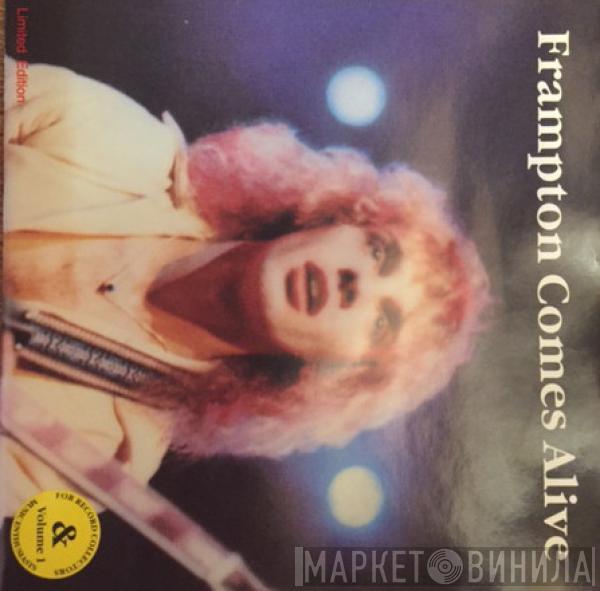 Frampton Comes Alive
Limited Edition
FOR RECORD COLLECTORS
&
Volume 1
MUSIC ENTHUSIASTS
МАРКЕТ ВИНИЛА